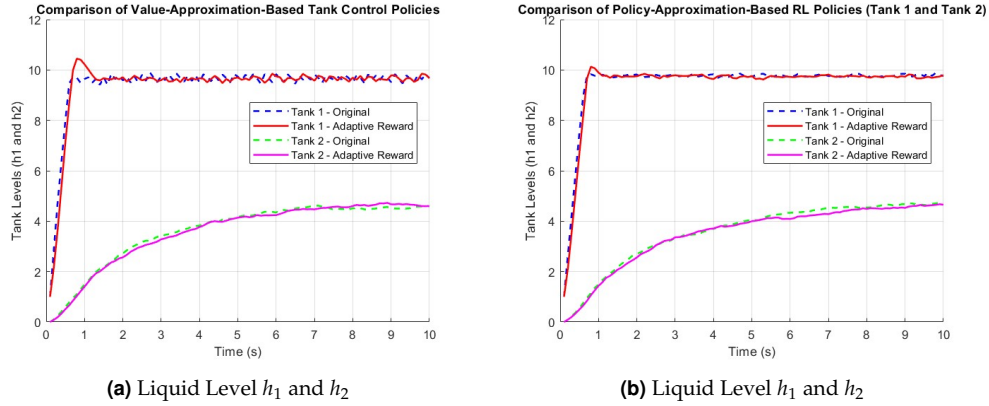 Comparison of Value-Approximation-Based Tank Control Policies
12
10
8
6
4
2
0
Tank Levels (h1 and h2)
Tank 1 - Original
Tank 1 - Adaptive Reward
Tank 2 - Original
Tank 2 - Adaptive Reward
0 1 2 3 4 5 6 7 8 9 10
Time (s)
(a) Liquid Level h₁ and h₂
Comparison of Policy-Approximation-Based RL Policies (Tank 1 and Tank 2)
12
10
8
6
4
2
0
Tank Levels (h1 and h2)
Tank 1 - Original
Tank 1 - Adaptive Reward
Tank 2 - Original
Tank 2 - Adaptive Reward
0 1 2 3 4 5 6 7 8 9 10
Time (s)
(b) Liquid Level h₁ and h₂